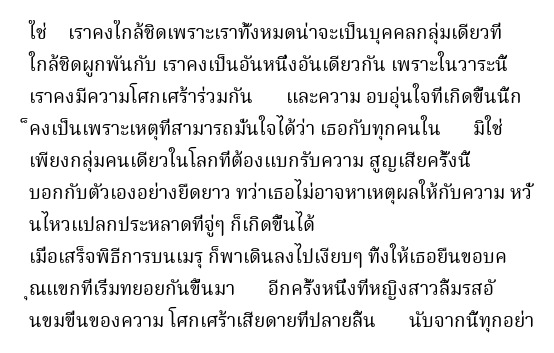 ใช่ เราคงใกล้ชิดเพราะเราทั้งหมดน่าจะเป็นบุคคลกลุ่มเดียวที่
ใกล้ชิดผูกพันกับ เราคงเป็นอันหนึ่งอันเดียวกัน เพราะในวาระนี้
เราคงมีความโศกเศร้าร่วมกัน และความ อบอุ่นใจที่เกิดขึ้นนี้ก
็คงเป็นเพราะเหตุที่สามารถมั่นใจได้ว่า เธอกับทุกคนใน มิใช่
เพียงกลุ่มคนเดียวในโลกที่ต้องแบกรับความ สูญเสียครั้งนี้
บอกกับตัวเองอย่างยืดยาว ทว่าเธอไม่อาจหาเหตุผลให้กับความ หวั่
นไหวแปลกประหลาดที่จู่ๆ ก็เกิดขึ้นได้
เมื่อเสร็จพิธีการบนเมรุ ก็พาเดินลงไปเงียบๆ ทิ้งให้เธอยืนขอบค
ุณแขกที่เริ่มทยอยกันขึ้นมา อีกครั้งหนึ่งที่หญิงสาวลิ้มรสอั
นขมขื่นของความ โศกเศร้าเสียดายที่ปลายลิ้น นับจากนี้ทุกอย่า